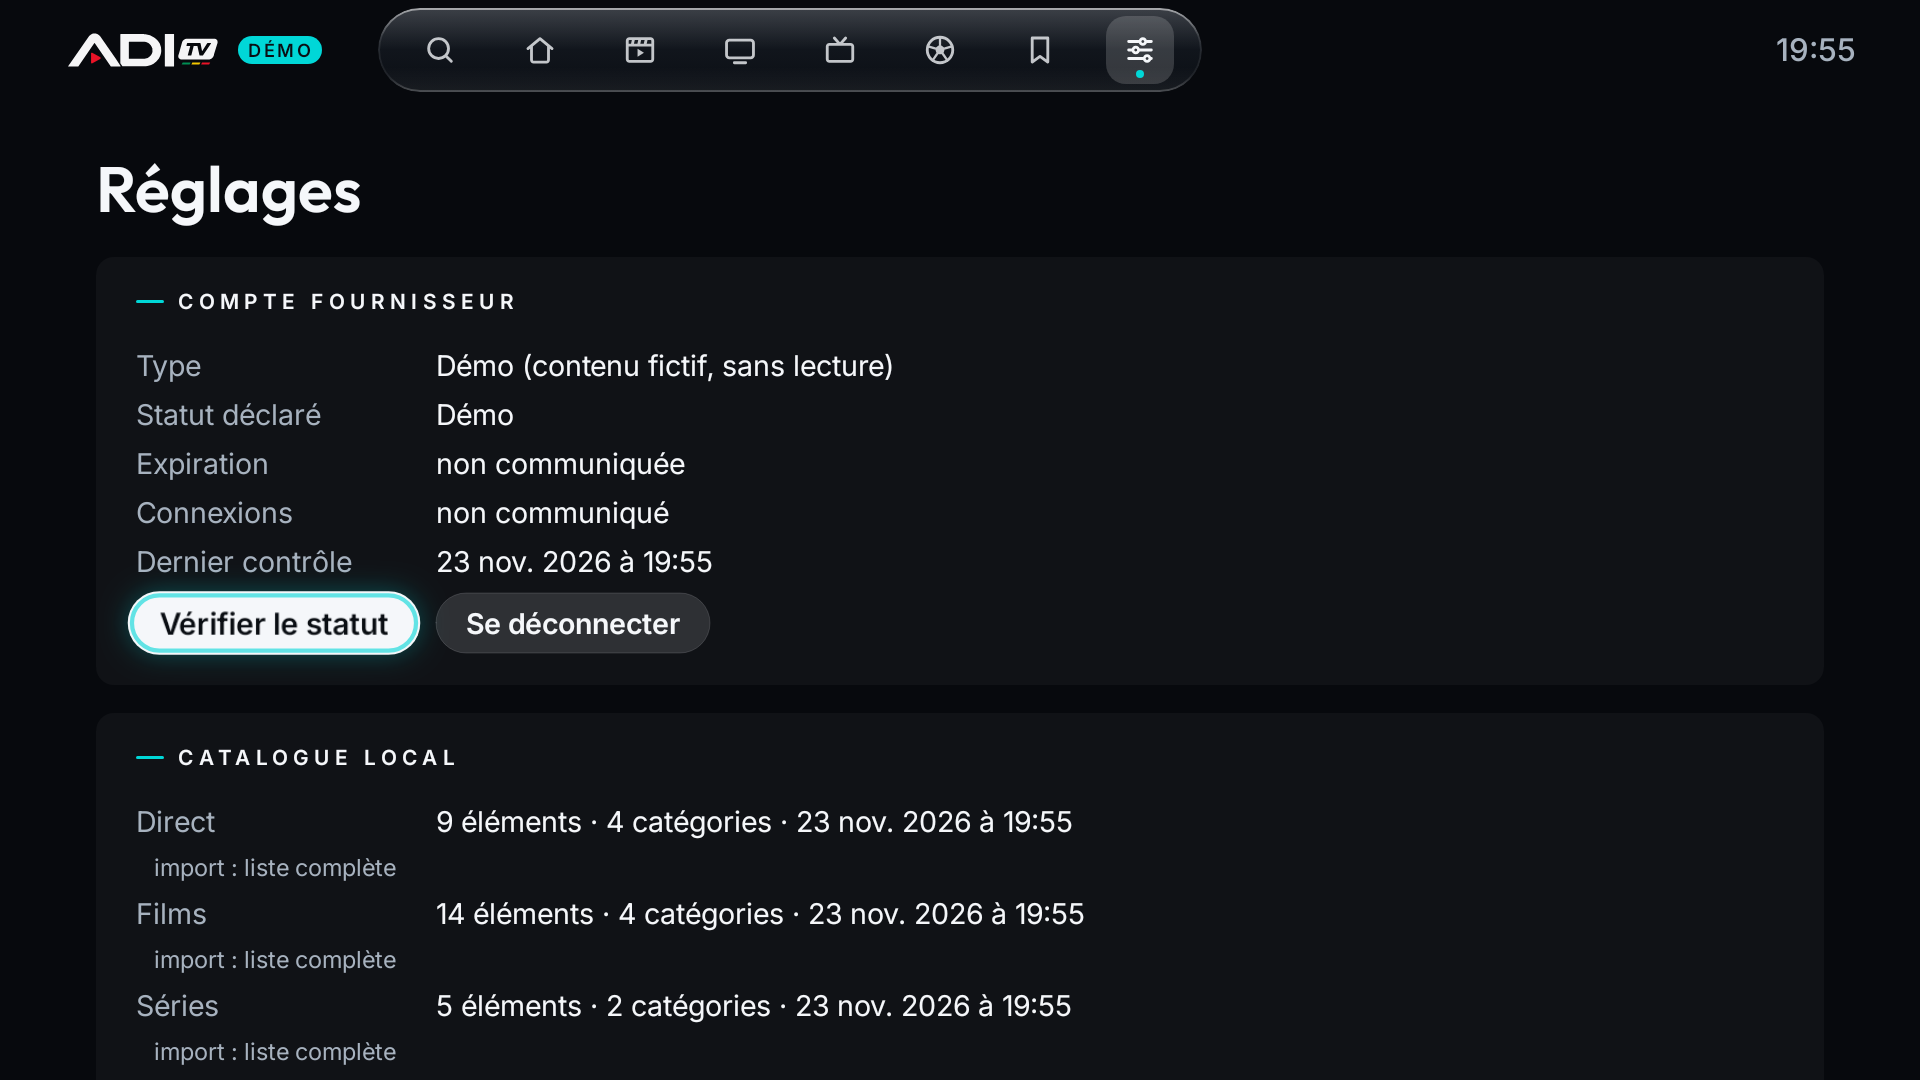 ADI TV DÉMO 19:55
Réglages
COMPTE FOURNISSEUR
Type Démo (contenu fictif, sans lecture)
Statut déclaré Démo
Expiration non communiquée
Connexions non communiqué
Dernier contrôle 23 nov. 2026 à 19:55
Vérifier le statut Se déconnecter
CATALOGUE LOCAL
Direct 9 éléments · 4 catégories · 23 nov. 2026 à 19:55
import : liste complète
Films 14 éléments · 4 catégories · 23 nov. 2026 à 19:55
import : liste complète
Séries 5 éléments · 2 catégories · 23 nov. 2026 à 19:55
import : liste complète